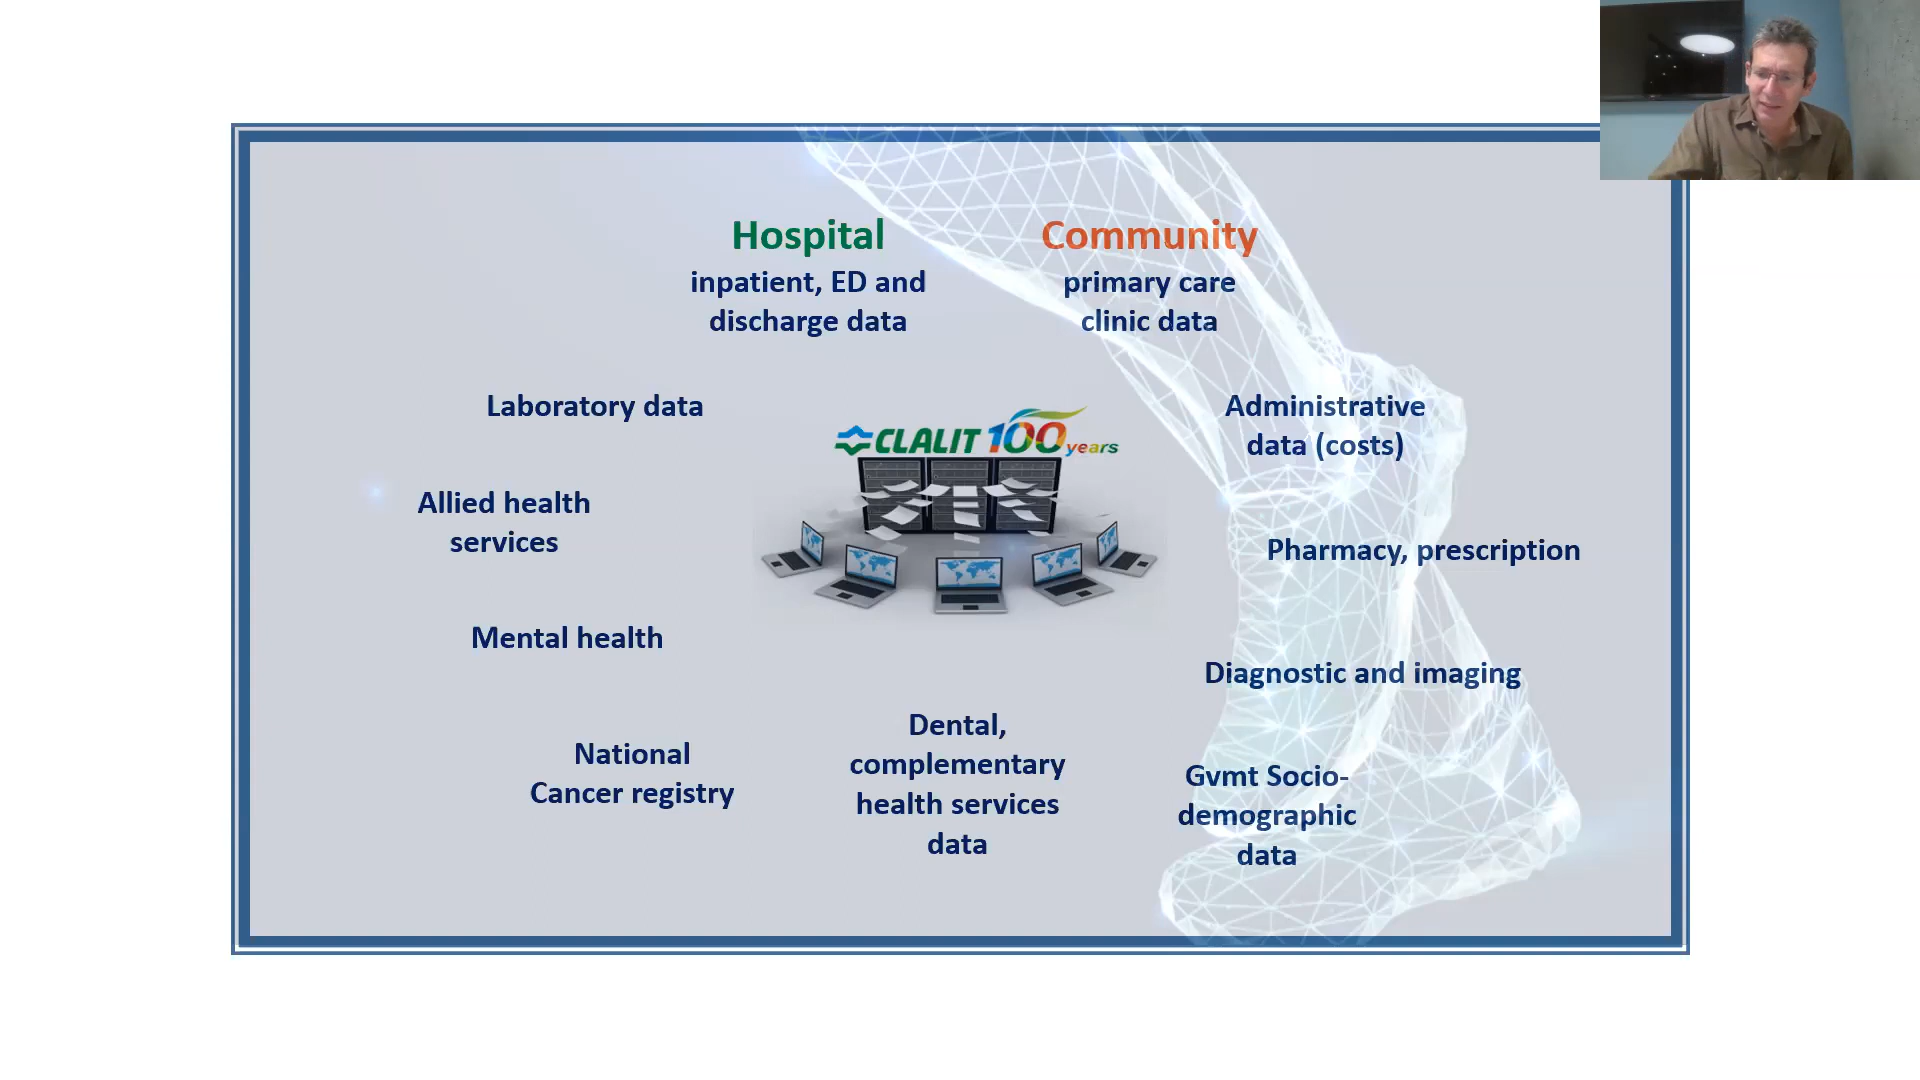 Hospital
inpatient, ED and
discharge data
Community
primary care
clinic data
Laboratory data
Administrative
data (costs)
CLALIT 100 years
Allied health
services
Pharmacy, prescription
Mental health
Diagnostic and imaging
National
Cancer registry
Dental,
complementary
health services
data
Gvmt Socio-
demographic
data